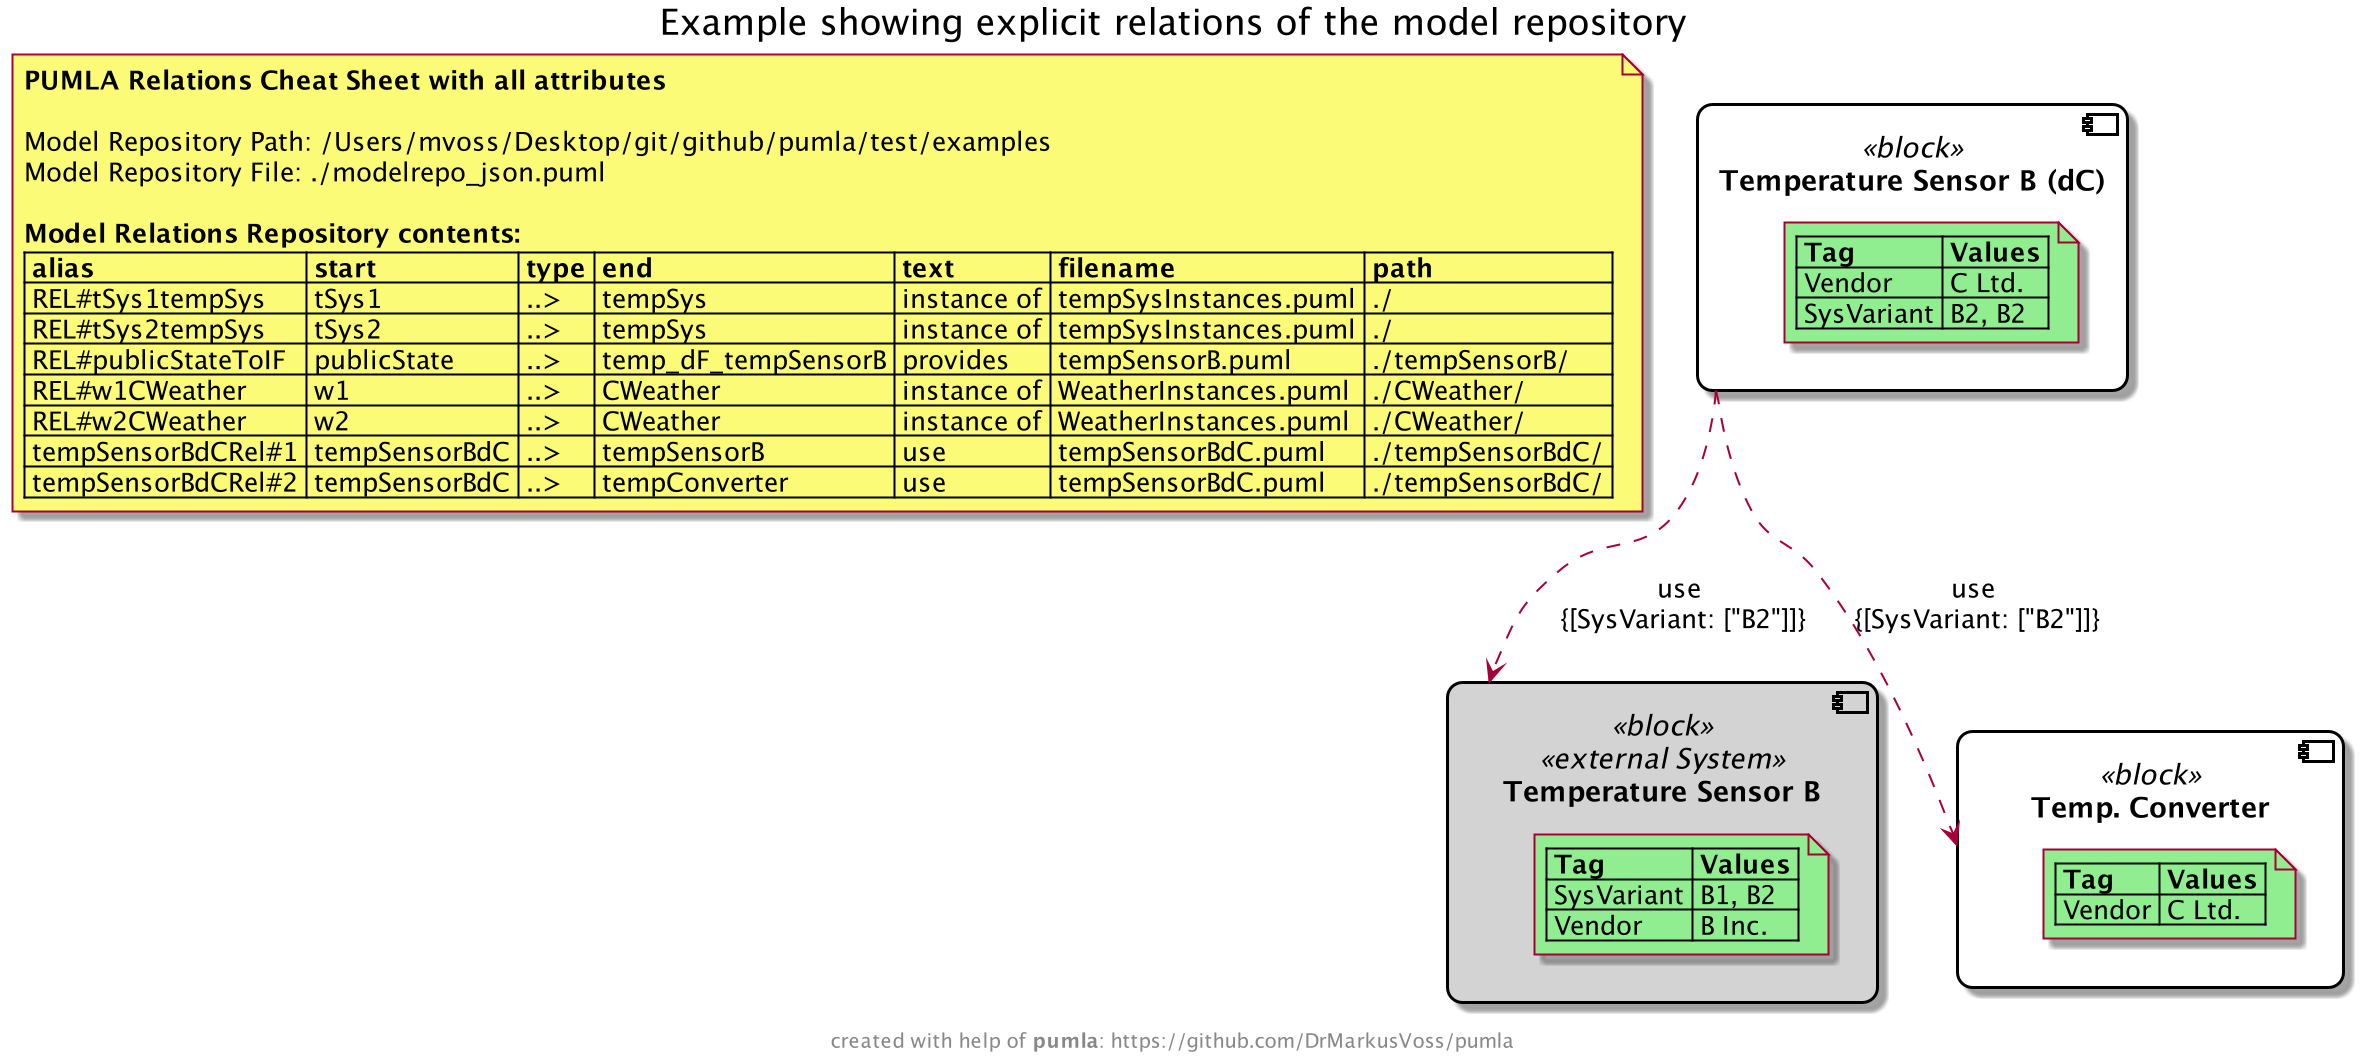 Example showing explicit relations of the model repository
PUMLA Relations Cheat Sheet with all attributes
Model Repository Path: /Users/mvoss/Desktop/git/github/pumla/test/examples
Model Repository File: ./modelrepo_json.puml
Model Relations Repository contents:
alias start type end text filename path
REL#tSys1tempSys tSys1 ..> tempSys instance of tempSysInstances.puml ./
REL#tSys2tempSys tSys2 ..> tempSys instance of tempSysInstances.puml ./
REL#publicStateToIF publicState ..> temp_dF_tempSensorB provides tempSensorB.puml ./tempSensorB/
REL#w1CWeather w1 ..> CWeather instance of WeatherInstances.puml ./CWeather/
REL#w2CWeather w2 ..> CWeather instance of WeatherInstances.puml ./CWeather/
tempSensorBdCRel#1 tempSensorBdC ..> tempSensorB use tempSensorBdC.puml ./tempSensorBdC/
tempSensorBdCRel#2 tempSensorBdC ..> tempConverter use tempSensorBdC.puml ./tempSensorBdC/
«block»
Temperature Sensor B (dC)
Tag Values
Vendor C Ltd.
SysVariant B2, B2
use
{[SysVariant: ["B2"]]}
use
{[SysVariant: ["B2"]]}
«block»
«external System»
Temperature Sensor B
Tag Values
SysVariant B1, B2
Vendor B Inc.
«block»
Temp. Converter
Tag Values
Vendor C Ltd.
created with help of pumla: https://github.com/DrMarkusVoss/pumla